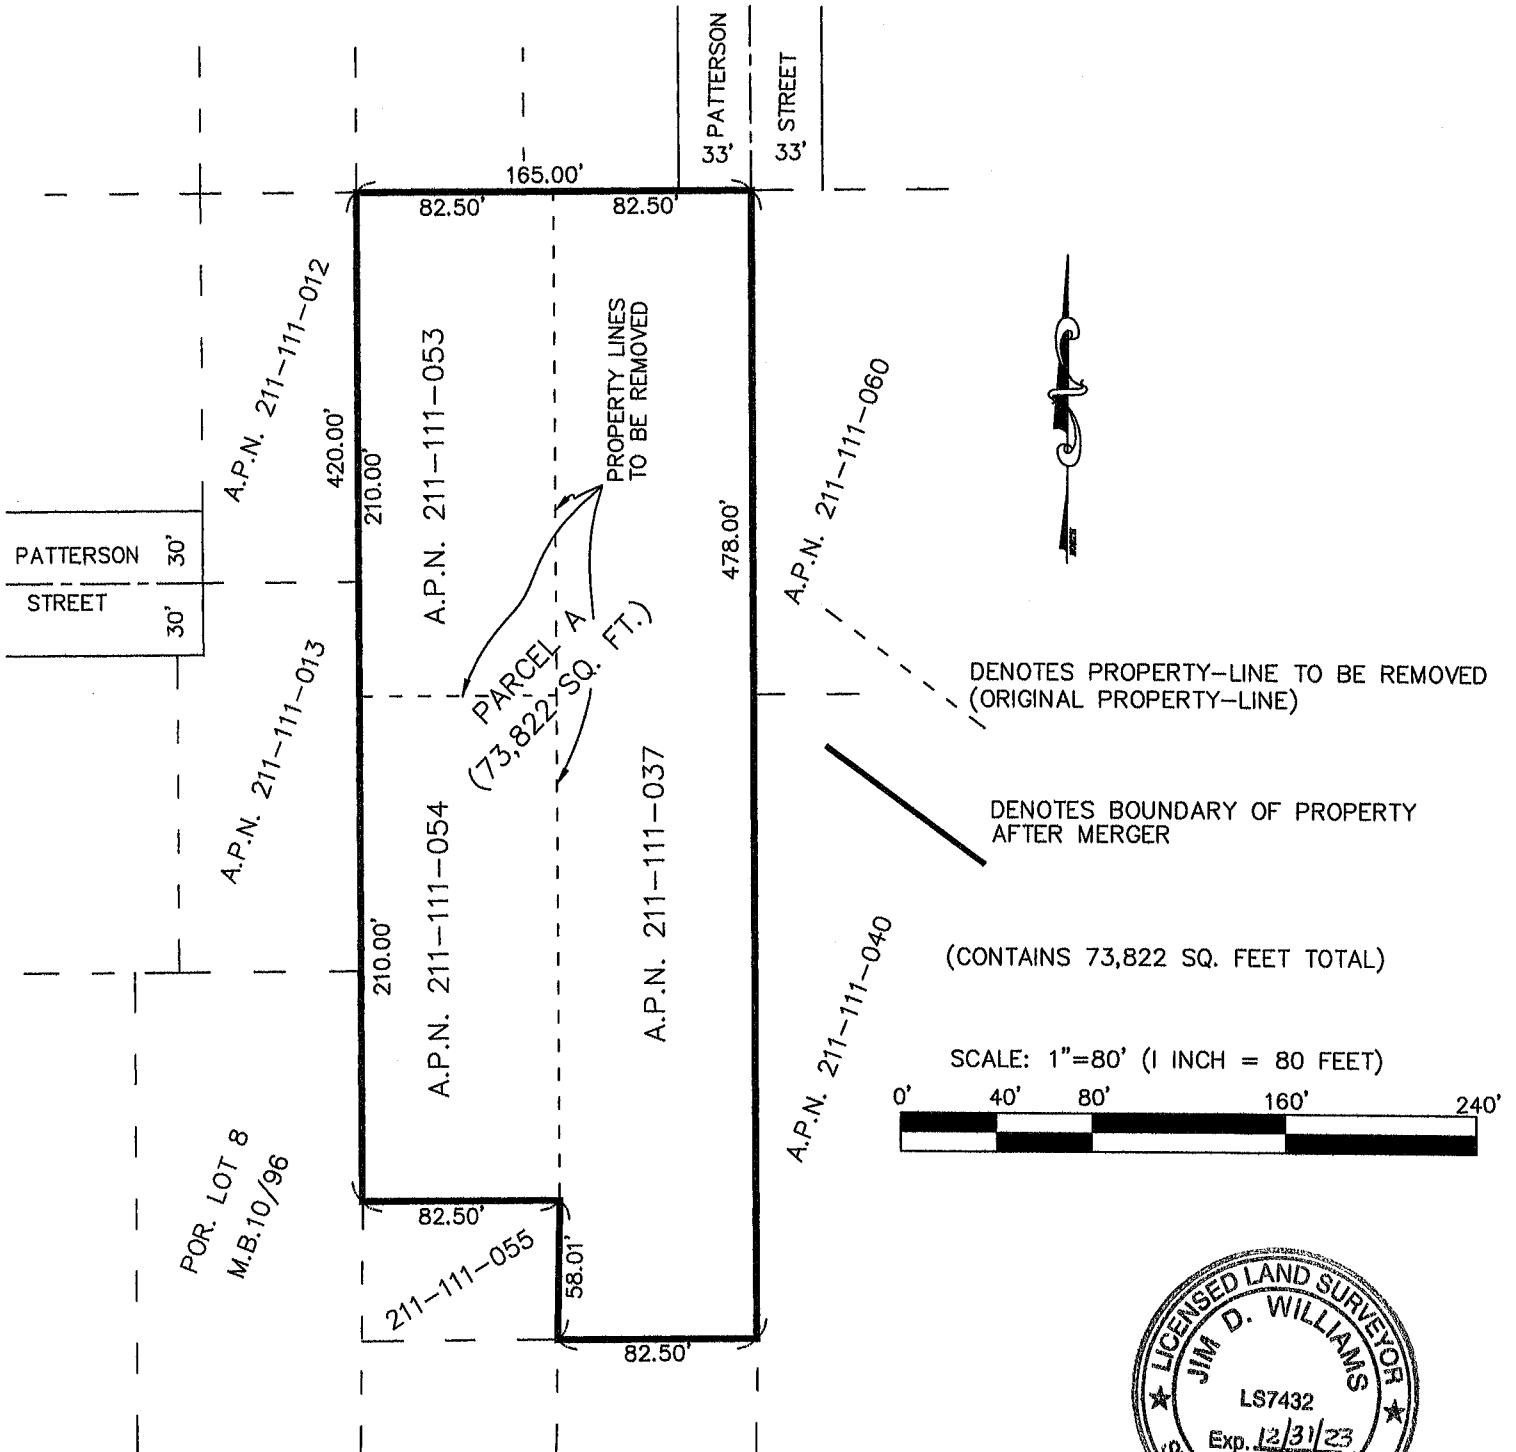 33' PATTERSON
33' STREET
165.00'
82.50'
82.50'
A.P.N. 211-111-012
A.P.N. 211-111-053
PROPERTY LINES
TO BE REMOVED
420.00'
210.00'
478.00'
A.P.N. 211-111-060
NORTH
PATTERSON
STREET
30'
30'
PARCEL A
(73,822 SQ. FT.)
A.P.N. 211-111-013
DENOTES PROPERTY-LINE TO BE REMOVED
(ORIGINAL PROPERTY-LINE)
A.P.N. 211-111-054
A.P.N. 211-111-037
DENOTES BOUNDARY OF PROPERTY
AFTER MERGER
210.00'
A.P.N. 211-111-040
(CONTAINS 73,822 SQ. FEET TOTAL)
SCALE: 1"=80' (I INCH = 80 FEET)
0' 40' 80' 160' 240'
POR. LOT 8
M.B.10/96
82.50'
211-111-055
58.01'
82.50'
LICENSED LAND SURVEYOR
JIM D. WILLIAMS
LS7432
Exp. 12/31/23